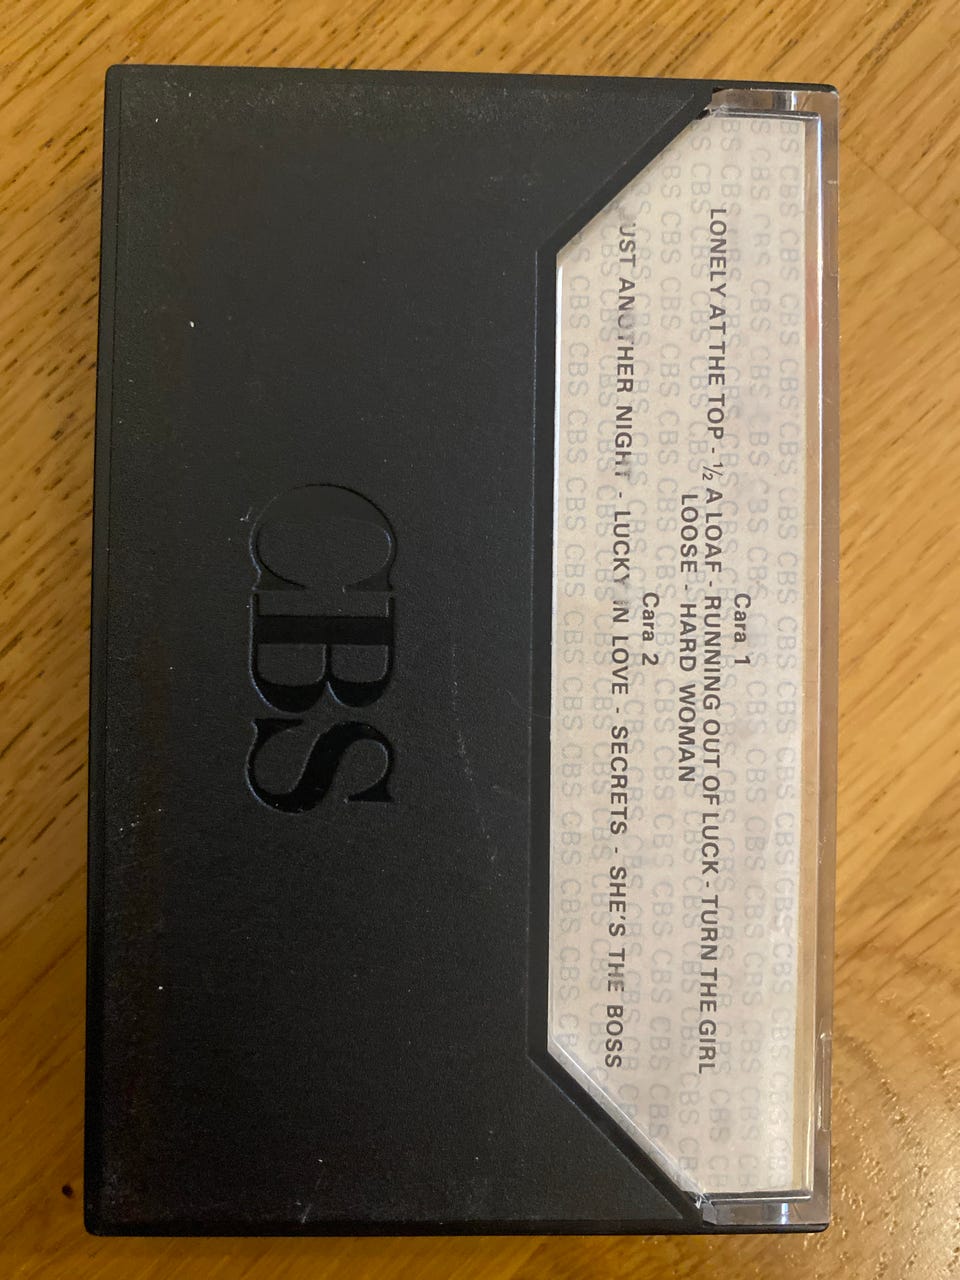 Cara 1
LONELY AT THE TOP - ½ A LOAF - RUNNING OUT OF LUCK - TURN THE GIRL
LOOSE - HARD WOMAN
Cara 2
JUST ANOTHER NIGHT - LUCKY IN LOVE - SECRETS - SHE'S THE BOSS
CBS